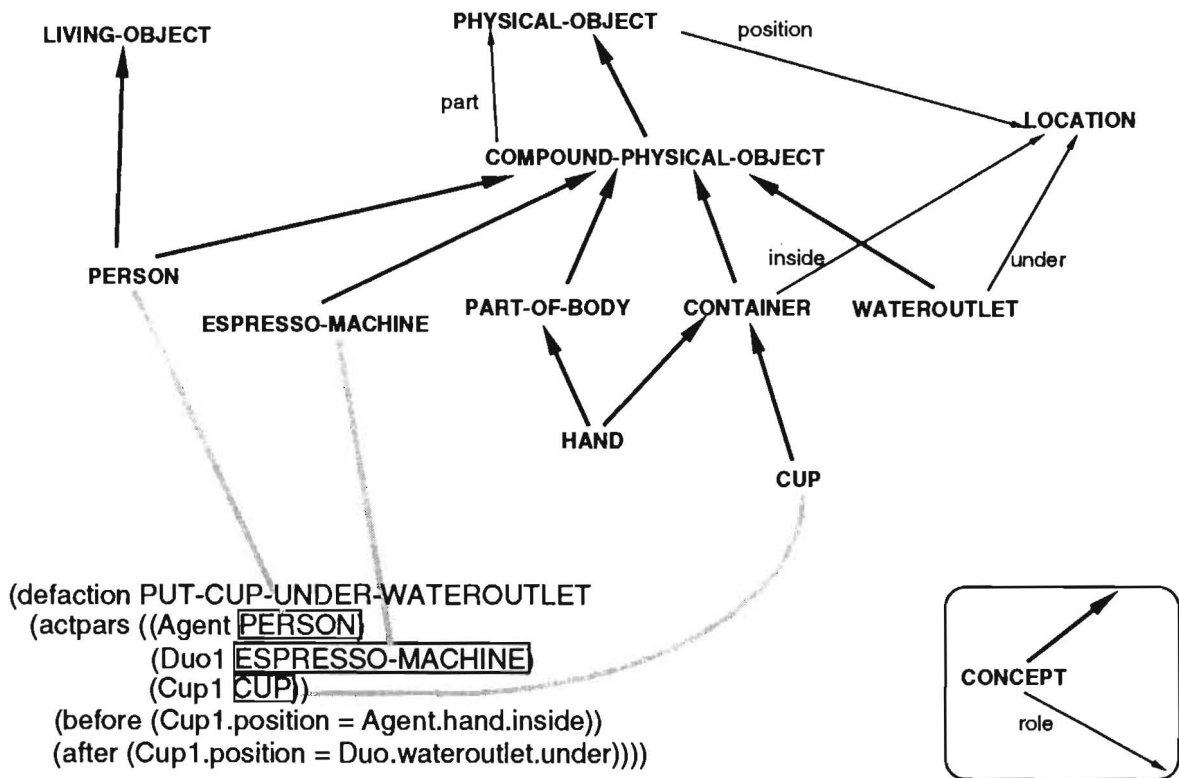 PHYSICAL-OBJECT
LIVING-OBJECT
position
part
LOCATION
COMPOUND-PHYSICAL-OBJECT
inside
under
PERSON
ESPRESSO-MACHINE
PART-OF-BODY
CONTAINER
WATEROUTLET
HAND
CUP
(defaction PUT-CUP-UNDER-WATEROUTLET
(actpars ((Agent PERSON)
(Duo1 ESPRESSO-MACHINE)
(Cup1 CUP))
(before (Cup1.position = Agent.hand.inside))
(after (Cup1.position = Duo.wateroutlet.under))))
CONCEPT
role